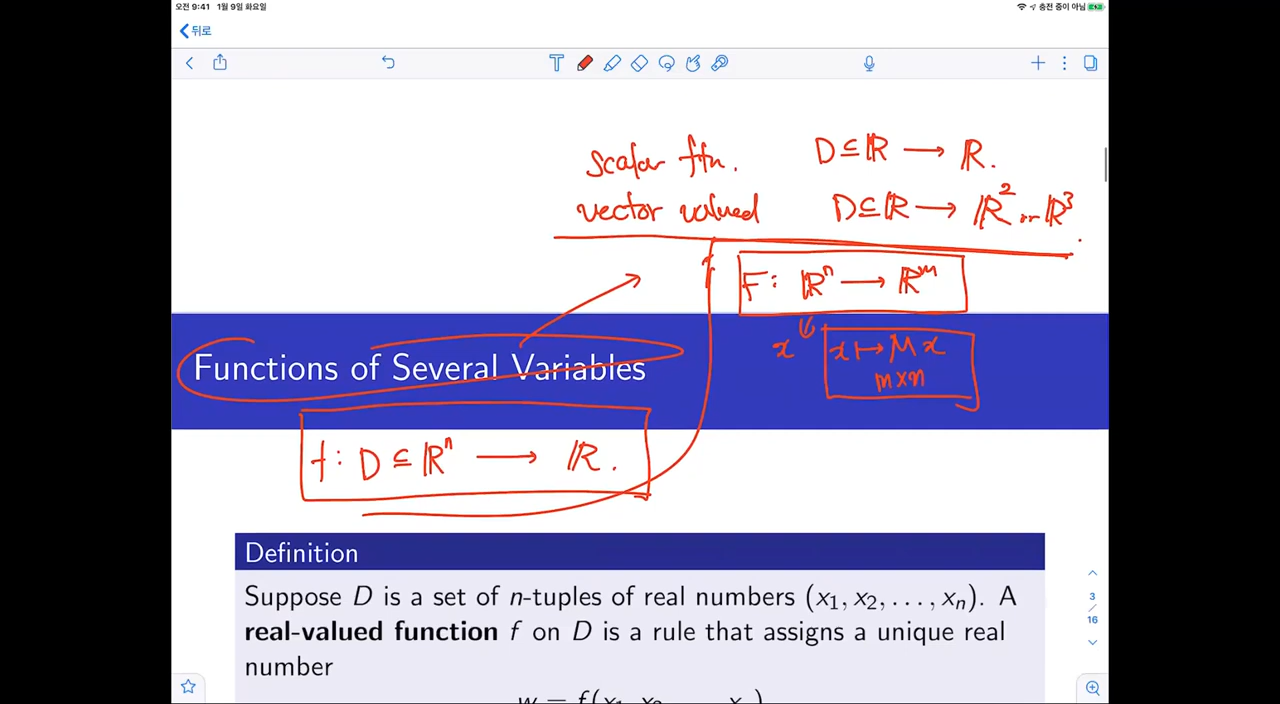 오전 9:41 1월 9일 화요일
충전 중이 아님
뒤로
scalar ftn. D ⊆ ℝ → ℝ.
vector valued D ⊆ ℝ → ℝ² or ℝ³.
F: ℝⁿ → ℝᵐ
x
x ↦ Mx
m×n
Functions of Several Variables
f: D ⊆ ℝⁿ → ℝ.
Definition
Suppose D is a set of n-tuples of real numbers (x₁, x₂, ..., xₙ). A
real-valued function f on D is a rule that assigns a unique real
number
3
/
16